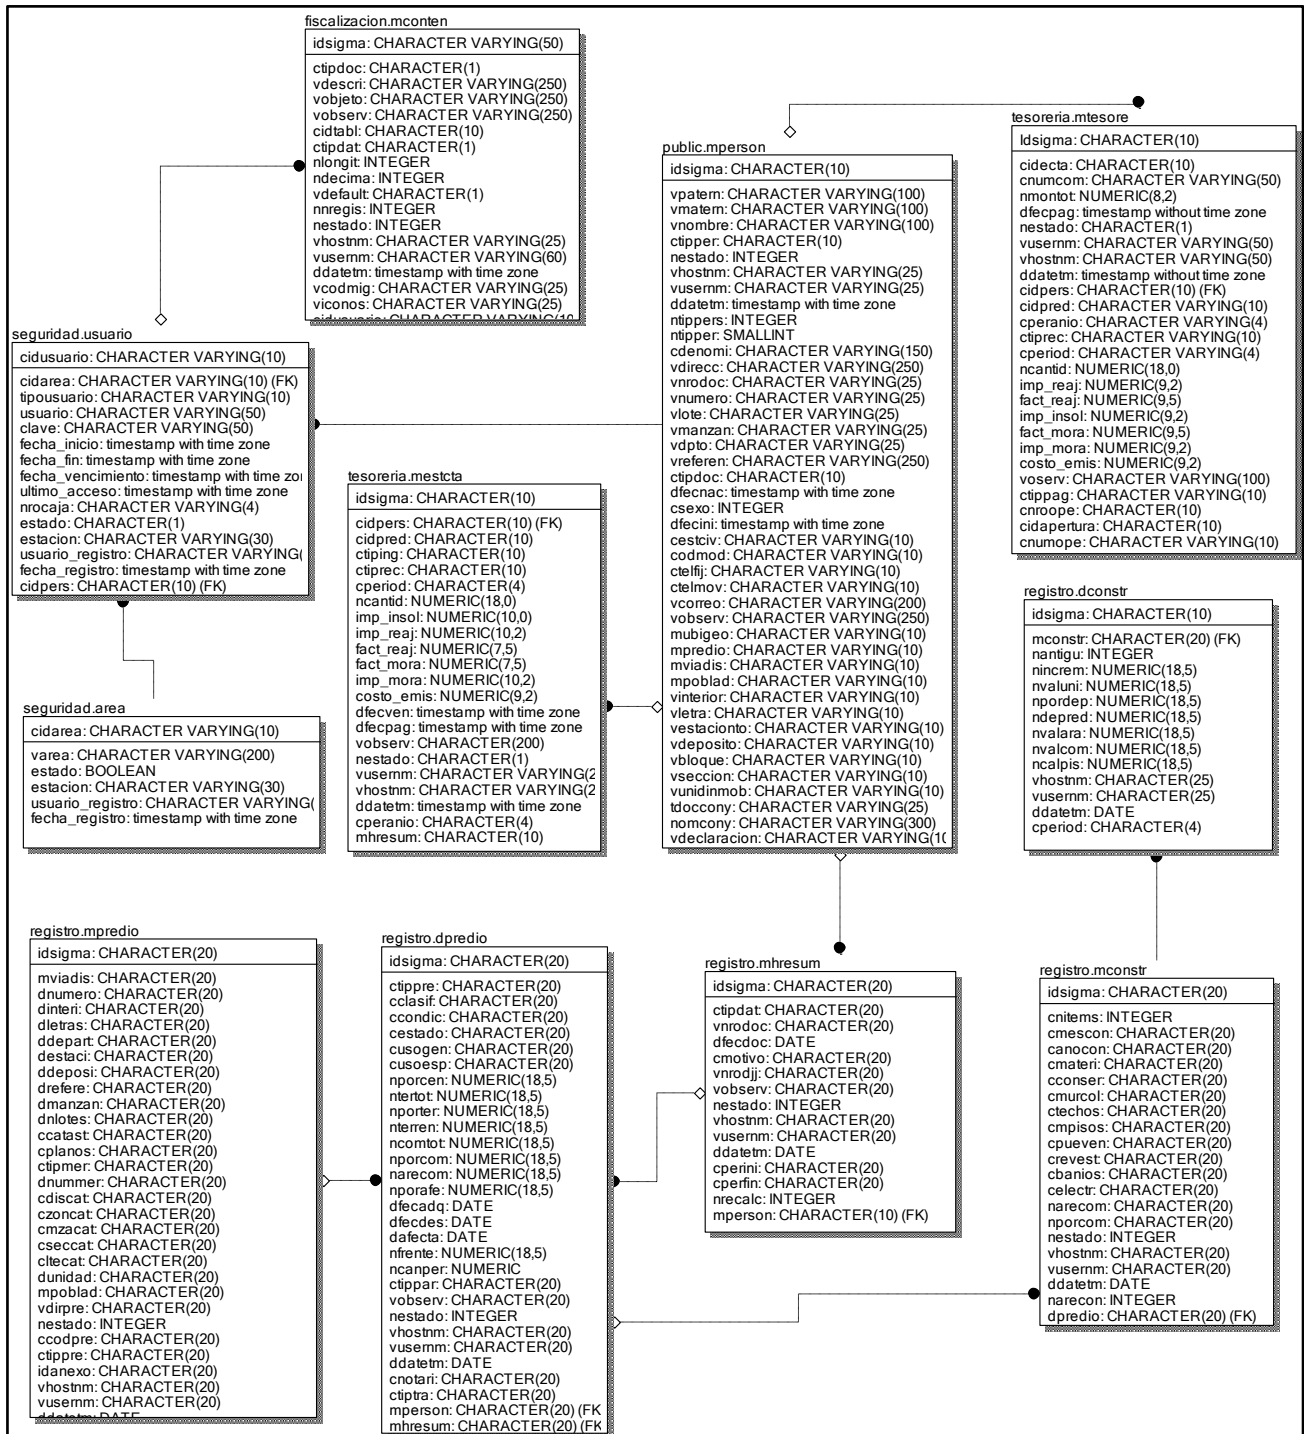 fiscalizacion.mconten
idsigma: CHARACTER VARYING(50)
ctipdoc: CHARACTER(1)
vdescri: CHARACTER VARYING(250)
vobjeto: CHARACTER VARYING(250)
vobserv: CHARACTER VARYING(250)
cidtabl: CHARACTER(10)
ctipdat: CHARACTER(1)
nlongit: INTEGER
ndecima: INTEGER
vdefault: CHARACTER(1)
nnregis: INTEGER
nestado: INTEGER
vhostnm: CHARACTER VARYING(25)
vusernm: CHARACTER VARYING(60)
ddatetm: timestamp with time zone
vcodmig: CHARACTER VARYING(25)
viconos: CHARACTER VARYING(25)
cidusuario: CHARACTER VARYING(10
tesoreria.mtesore
Idsigma: CHARACTER(10)
cidecta: CHARACTER(10)
cnumcom: CHARACTER VARYING(50)
nmontot: NUMERIC(8,2)
dfecpag: timestamp without time zone
nestado: CHARACTER(1)
vusernm: CHARACTER VARYING(50)
vhostnm: CHARACTER VARYING(50)
ddatetm: timestamp without time zone
cidpers: CHARACTER(10) (FK)
cidpred: CHARACTER VARYING(10)
cperanio: CHARACTER VARYING(4)
ctiprec: CHARACTER VARYING(10)
cperiod: CHARACTER VARYING(4)
ncantid: NUMERIC(18,0)
imp_reaj: NUMERIC(9,2)
fact_reaj: NUMERIC(9,5)
imp_insol: NUMERIC(9,2)
fact_mora: NUMERIC(9,5)
imp_mora: NUMERIC(9,2)
costo_emis: NUMERIC(9,2)
voserv: CHARACTER VARYING(100)
ctippag: CHARACTER VARYING(10)
cnroope: CHARACTER(10)
cidapertura: CHARACTER(10)
cnumope: CHARACTER VARYING(10)
public.mperson
idsigma: CHARACTER(10)
vpatern: CHARACTER VARYING(100)
vmatern: CHARACTER VARYING(100)
vnombre: CHARACTER VARYING(100)
ctipper: CHARACTER(10)
nestado: INTEGER
vhostnm: CHARACTER VARYING(25)
vusernm: CHARACTER VARYING(25)
ddatetm: timestamp with time zone
ntippers: INTEGER
ntipper: SMALLINT
cdenomi: CHARACTER VARYING(150)
vdirecc: CHARACTER VARYING(250)
vnrodoc: CHARACTER VARYING(25)
vnumero: CHARACTER VARYING(25)
vlote: CHARACTER VARYING(25)
vmanzan: CHARACTER VARYING(25)
vdpto: CHARACTER VARYING(25)
vreferen: CHARACTER VARYING(250)
ctipdoc: CHARACTER(10)
dfecnac: timestamp with time zone
csexo: INTEGER
dfecini: timestamp with time zone
cestciv: CHARACTER VARYING(10)
codmod: CHARACTER VARYING(10)
ctelfij: CHARACTER VARYING(10)
ctelmov: CHARACTER VARYING(10)
vcorreo: CHARACTER VARYING(200)
vobserv: CHARACTER VARYING(250)
mubigeo: CHARACTER VARYING(10)
mpredio: CHARACTER VARYING(10)
mviadis: CHARACTER VARYING(10)
mpoblad: CHARACTER VARYING(10)
vinterior: CHARACTER VARYING(10)
vletra: CHARACTER VARYING(10)
vestacionto: CHARACTER VARYING(10)
vdeposito: CHARACTER VARYING(10)
vbloque: CHARACTER VARYING(10)
vseccion: CHARACTER VARYING(10)
vunidinmob: CHARACTER VARYING(10)
tdoccony: CHARACTER VARYING(25)
nomcony: CHARACTER VARYING(300)
vdeclaracion: CHARACTER VARYING(10
seguridad.usuario
cidusuario: CHARACTER VARYING(10)
cidarea: CHARACTER VARYING(10) (FK)
tipousuario: CHARACTER VARYING(10)
usuario: CHARACTER VARYING(50)
clave: CHARACTER VARYING(50)
fecha_inicio: timestamp with time zone
fecha_fin: timestamp with time zone
fecha_vencimiento: timestamp with time zo
ultimo_acceso: timestamp with time zone
nrocaja: CHARACTER VARYING(4)
estado: CHARACTER(1)
estacion: CHARACTER VARYING(30)
usuario_registro: CHARACTER VARYING(
fecha_registro: timestamp with time zone
cidpers: CHARACTER(10) (FK)
tesoreria.mestcta
idsigma: CHARACTER(10)
cidpers: CHARACTER(10) (FK)
cidpred: CHARACTER(10)
ctiping: CHARACTER(10)
ctiprec: CHARACTER(10)
cperiod: CHARACTER(4)
ncantid: NUMERIC(18,0)
imp_insol: NUMERIC(10,0)
imp_reaj: NUMERIC(10,2)
fact_reaj: NUMERIC(7,5)
fact_mora: NUMERIC(7,5)
imp_mora: NUMERIC(10,2)
costo_emis: NUMERIC(9,2)
dfecven: timestamp with time zone
dfecpag: timestamp with time zone
vobserv: CHARACTER(200)
nestado: CHARACTER(1)
vusernm: CHARACTER VARYING(2
vhostnm: CHARACTER VARYING(2
ddatetm: timestamp with time zone
cperanio: CHARACTER(4)
mhresum: CHARACTER(10)
registro.dconstr
idsigma: CHARACTER(10)
mconstr: CHARACTER(20) (FK)
nantigu: INTEGER
nincrem: NUMERIC(18,5)
nvaluni: NUMERIC(18,5)
npordep: NUMERIC(18,5)
ndepred: NUMERIC(18,5)
nvalara: NUMERIC(18,5)
nvalcom: NUMERIC(18,5)
ncalpis: NUMERIC(18,5)
vhostnm: CHARACTER(25)
vusernm: CHARACTER(25)
ddatetm: DATE
cperiod: CHARACTER(4)
seguridad.area
cidarea: CHARACTER VARYING(10)
varea: CHARACTER VARYING(200)
estado: BOOLEAN
estacion: CHARACTER VARYING(30)
usuario_registro: CHARACTER VARYING(
fecha_registro: timestamp with time zone
registro.mpredio
idsigma: CHARACTER(20)
mviadis: CHARACTER(20)
dnumero: CHARACTER(20)
dinteri: CHARACTER(20)
dletras: CHARACTER(20)
ddepart: CHARACTER(20)
destaci: CHARACTER(20)
ddeposi: CHARACTER(20)
drefere: CHARACTER(20)
dmanzan: CHARACTER(20)
dnlotes: CHARACTER(20)
ccatast: CHARACTER(20)
cplanos: CHARACTER(20)
ctipmer: CHARACTER(20)
dnummer: CHARACTER(20)
cdiscat: CHARACTER(20)
czoncat: CHARACTER(20)
cmzacat: CHARACTER(20)
cseccat: CHARACTER(20)
cltecat: CHARACTER(20)
dunidad: CHARACTER(20)
mpoblad: CHARACTER(20)
vdirpre: CHARACTER(20)
nestado: INTEGER
ccodpre: CHARACTER(20)
ctippre: CHARACTER(20)
idanexo: CHARACTER(20)
vhostnm: CHARACTER(20)
vusernm: CHARACTER(20)
ddatetm: DATE
registro.dpredio
idsigma: CHARACTER(20)
ctippre: CHARACTER(20)
cclasif: CHARACTER(20)
ccondic: CHARACTER(20)
cestado: CHARACTER(20)
cusogen: CHARACTER(20)
cusoesp: CHARACTER(20)
nporcen: NUMERIC(18,5)
ntertot: NUMERIC(18,5)
nporter: NUMERIC(18,5)
nterren: NUMERIC(18,5)
ncomtot: NUMERIC(18,5)
nporcom: NUMERIC(18,5)
narecom: NUMERIC(18,5)
nporafe: NUMERIC(18,5)
dfecadq: DATE
dfecdes: DATE
dafecta: DATE
nfrente: NUMERIC(18,5)
ncanper: NUMERIC
ctippar: CHARACTER(20)
vobserv: CHARACTER(20)
nestado: INTEGER
vhostnm: CHARACTER(20)
vusernm: CHARACTER(20)
ddatetm: DATE
cnotari: CHARACTER(20)
ctiptra: CHARACTER(20)
mperson: CHARACTER(20) (FK
mhresum: CHARACTER(20) (FK
registro.mhresum
idsigma: CHARACTER(20)
ctipdat: CHARACTER(20)
vnrodoc: CHARACTER(20)
dfecdoc: DATE
cmotivo: CHARACTER(20)
vnrodjj: CHARACTER(20)
vobserv: CHARACTER(20)
nestado: INTEGER
vhostnm: CHARACTER(20)
vusernm: CHARACTER(20)
ddatetm: DATE
cperini: CHARACTER(20)
cperfin: CHARACTER(20)
nrecalc: INTEGER
mperson: CHARACTER(10) (FK)
registro.mconstr
idsigma: CHARACTER(20)
cnitems: INTEGER
cmescon: CHARACTER(20)
canocon: CHARACTER(20)
cmateri: CHARACTER(20)
cconser: CHARACTER(20)
cmurcol: CHARACTER(20)
ctechos: CHARACTER(20)
cmpisos: CHARACTER(20)
cpueven: CHARACTER(20)
crevest: CHARACTER(20)
cbanios: CHARACTER(20)
celectr: CHARACTER(20)
narecom: CHARACTER(20)
nporcom: CHARACTER(20)
nestado: INTEGER
vhostnm: CHARACTER(20)
vusernm: CHARACTER(20)
ddatetm: DATE
narecon: INTEGER
dpredio: CHARACTER(20) (FK)